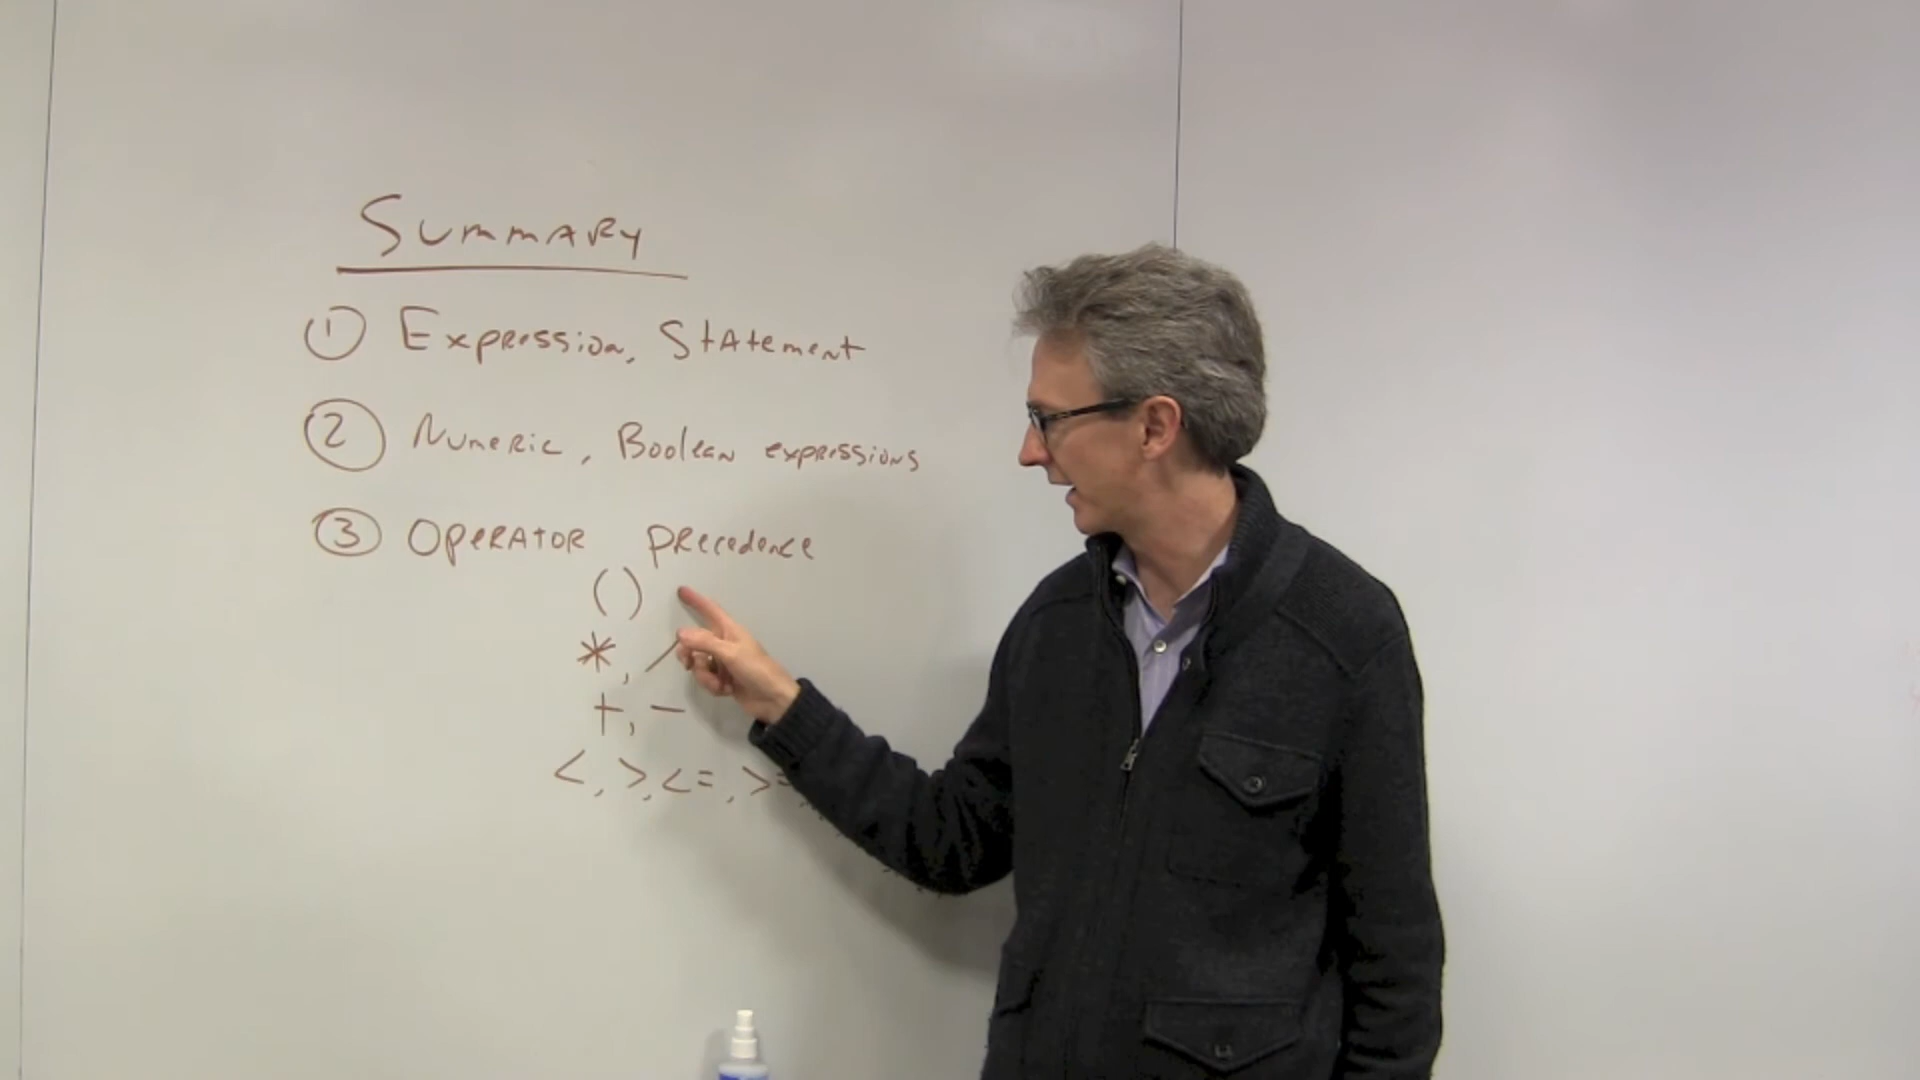 Summary
① Expression, Statement
② Numeric, Boolean expressions
③ Operator precedence
()
*, /
+, -
<, >, <=, >=